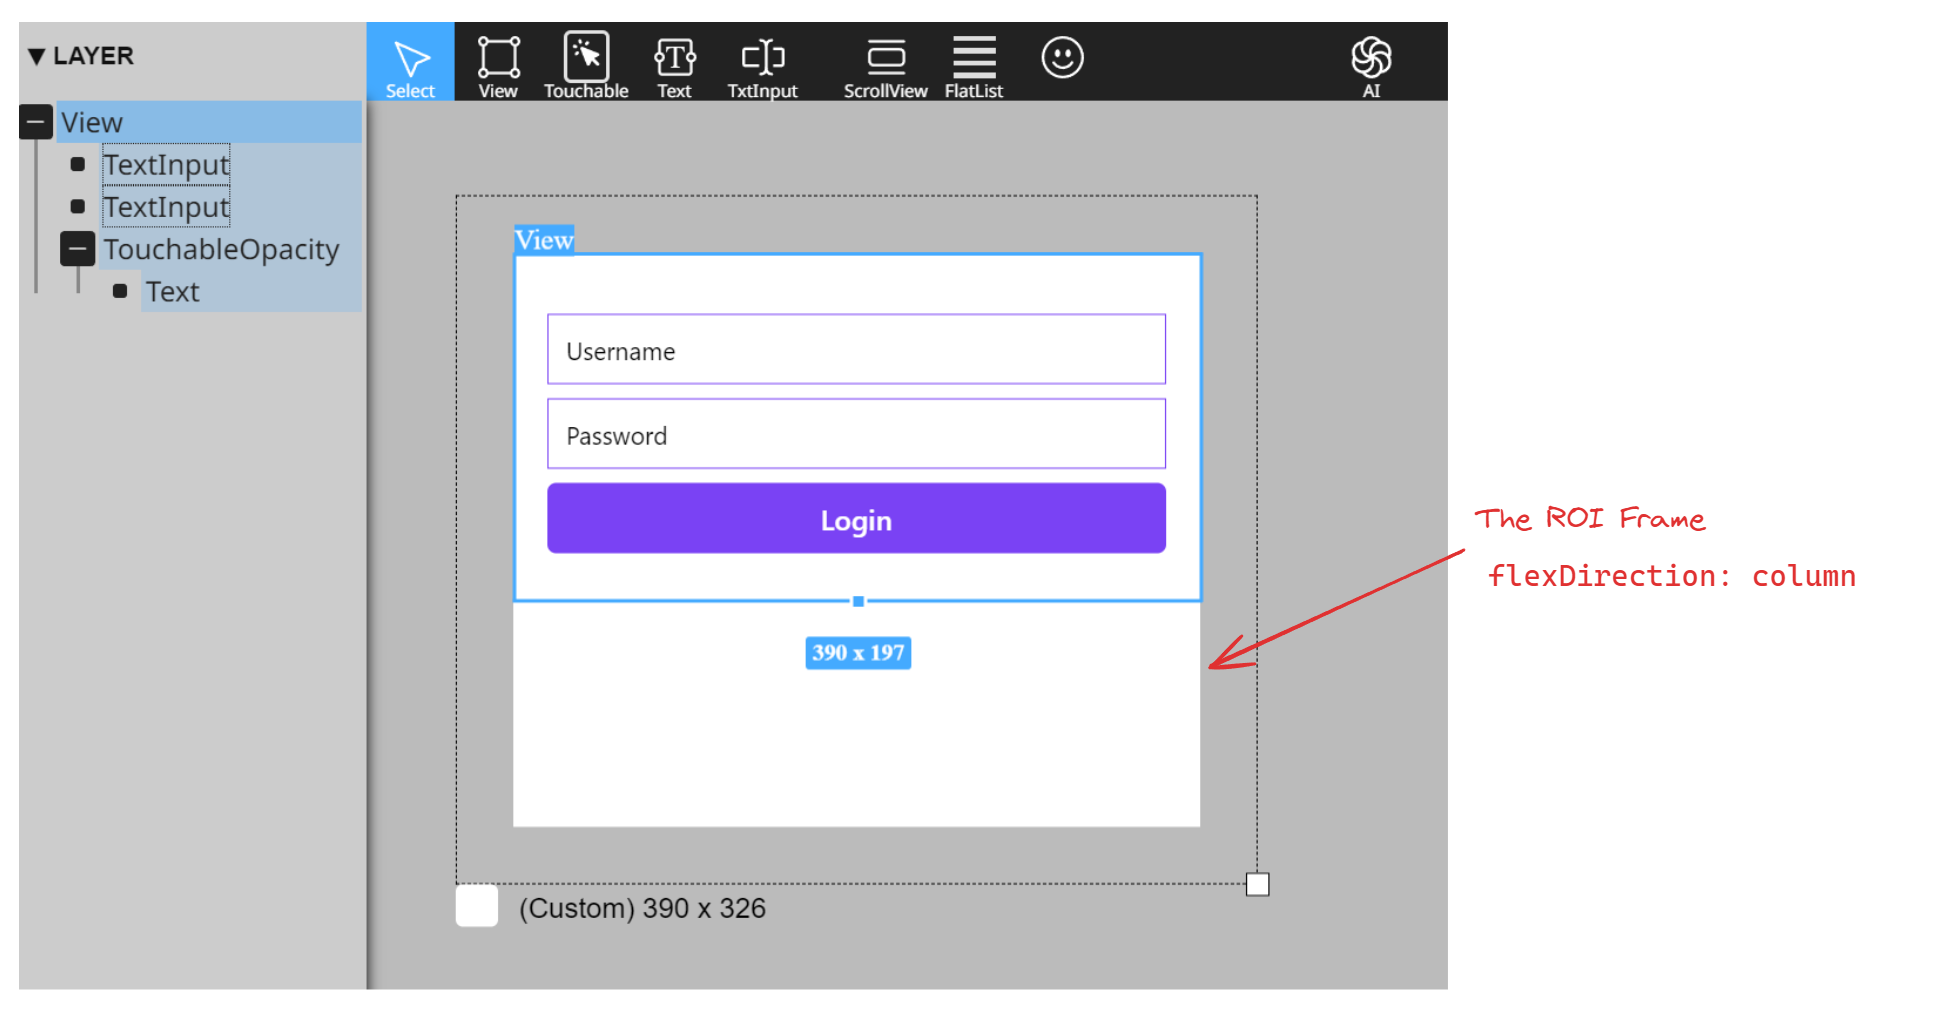 ▼ LAYER
View
TextInput
TextInput
TouchableOpacity
Text
Select
View
Touchable
T
Text
TxtInput
ScrollView
FlatList
AI
View
Username
Password
Login
390 x 197
(Custom) 390 x 326
The ROI Frame
flexDirection: column